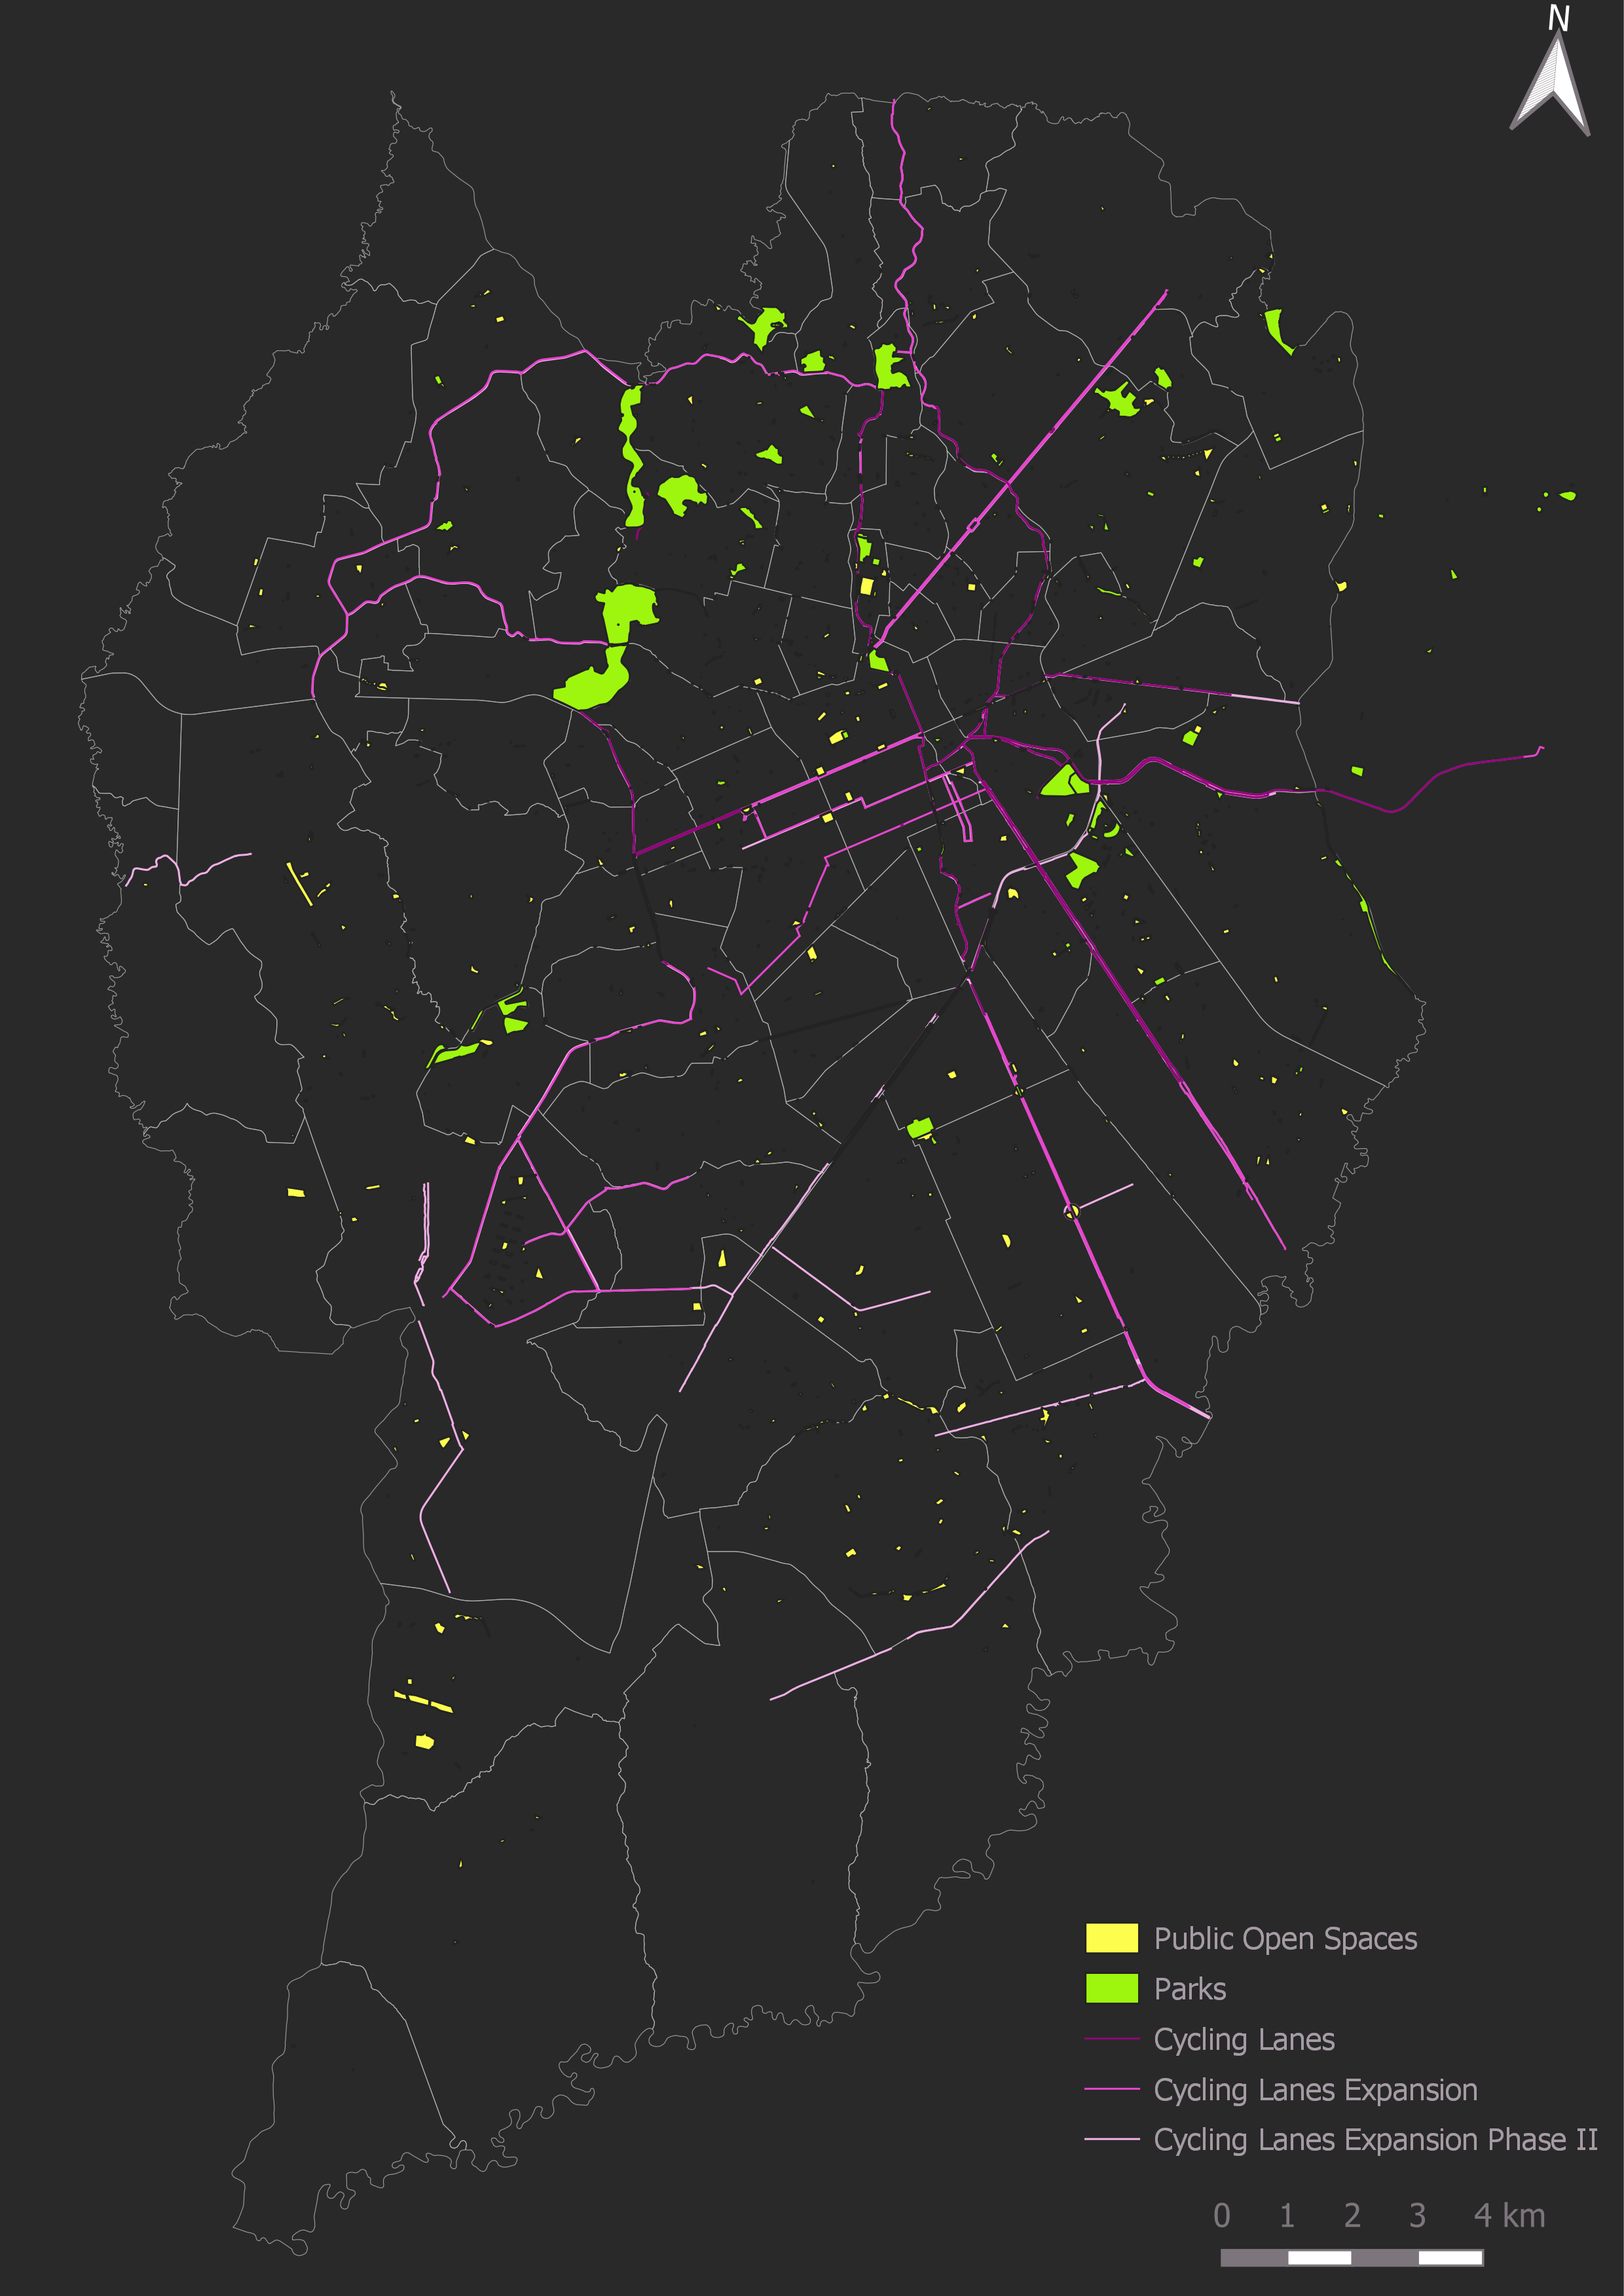 N
Public Open Spaces
Parks
Cycling Lanes
Cycling Lanes Expansion
Cycling Lanes Expansion Phase II
0 1 2 3 4 km